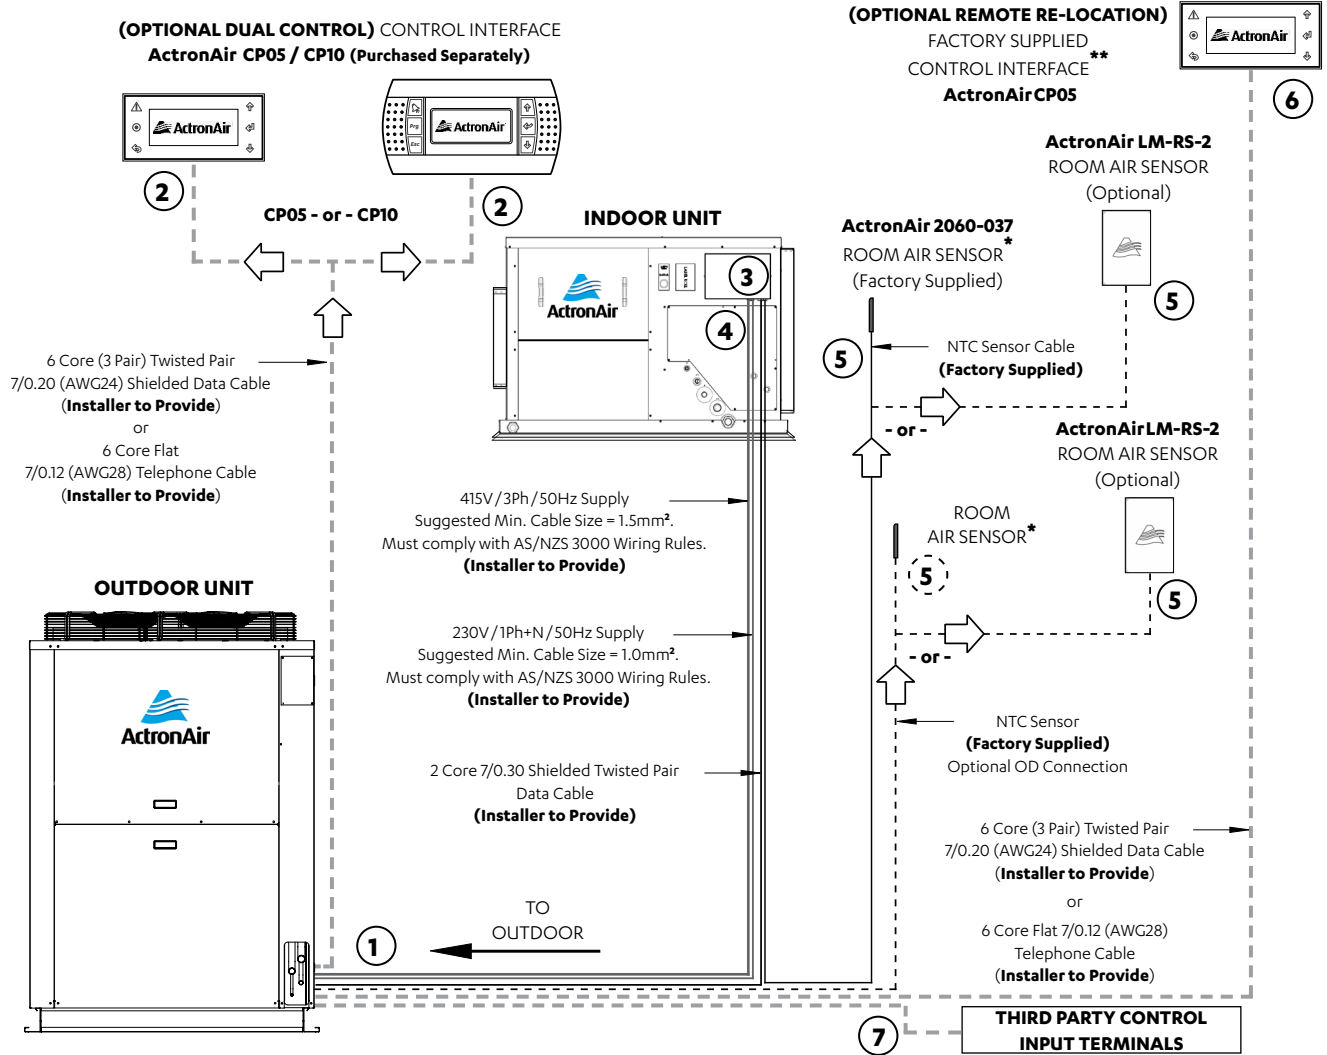 (OPTIONAL DUAL CONTROL) CONTROL INTERFACE
ActronAir CP05 / CP10 (Purchased Separately)
(OPTIONAL REMOTE RE-LOCATION)
FACTORY SUPPLIED
CONTROL INTERFACE**
ActronAir CP05
ActronAir
6
ActronAir
Prg
Esc
ActronAir
2
2
CP05 - or - CP10
INDOOR UNIT
ActronAir
3
4
ActronAir 2060-037
ROOM AIR SENSOR*
(Factory Supplied)
ActronAir LM-RS-2
ROOM AIR SENSOR
(Optional)
5
5
NTC Sensor Cable
(Factory Supplied)
- or -
6 Core (3 Pair) Twisted Pair
7/0.20 (AWG24) Shielded Data Cable
(Installer to Provide)
or
6 Core Flat
7/0.12 (AWG28) Telephone Cable
(Installer to Provide)
ActronAir LM-RS-2
ROOM AIR SENSOR
(Optional)
5
415V / 3Ph / 50Hz Supply
Suggested Min. Cable Size = 1.5mm².
Must comply with AS/NZS 3000 Wiring Rules.
(Installer to Provide)
ROOM
AIR SENSOR*
5
- or -
OUTDOOR UNIT
ActronAir
230V / 1Ph+N / 50Hz Supply
Suggested Min. Cable Size = 1.0mm².
Must comply with AS/NZS 3000 Wiring Rules.
(Installer to Provide)
NTC Sensor
(Factory Supplied)
Optional OD Connection
2 Core 7/0.30 Shielded Twisted Pair
Data Cable
(Installer to Provide)
6 Core (3 Pair) Twisted Pair
7/0.20 (AWG24) Shielded Data Cable
(Installer to Provide)
or
6 Core Flat 7/0.12 (AWG28)
Telephone Cable
(Installer to Provide)
TO
OUTDOOR
1
7
THIRD PARTY CONTROL
INPUT TERMINALS